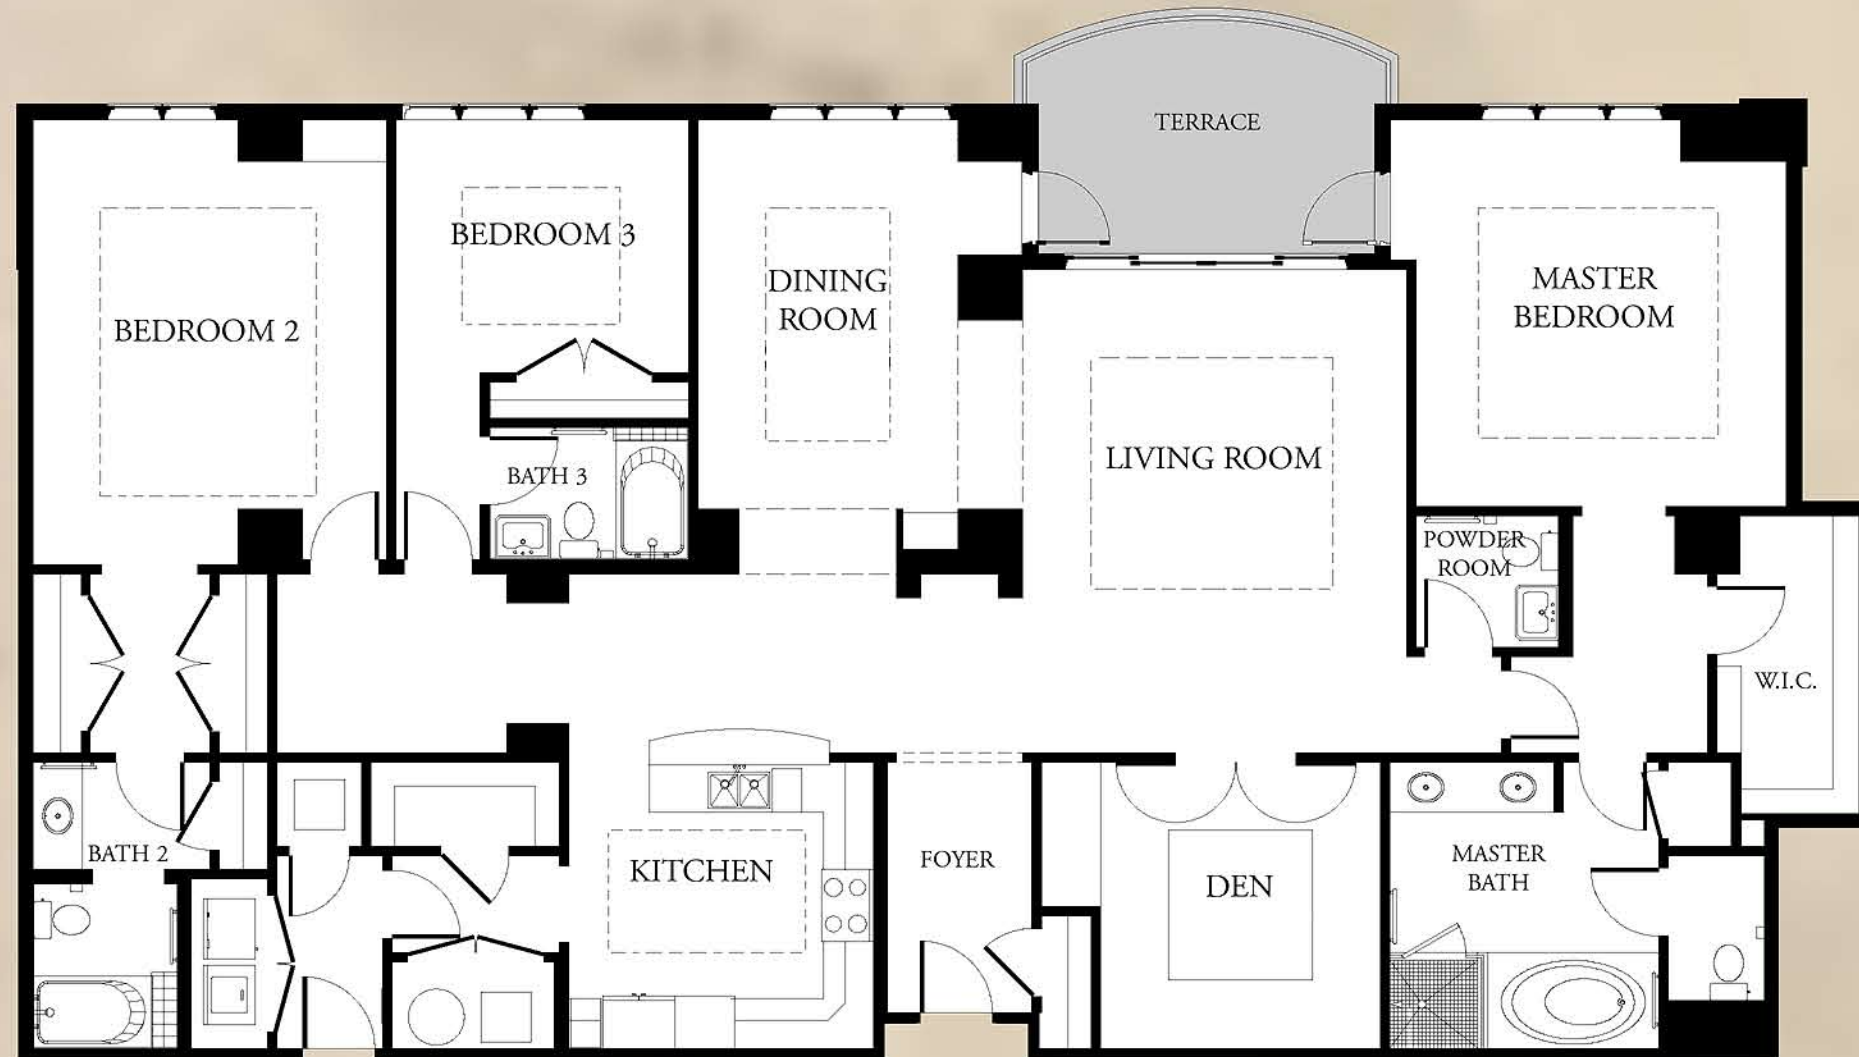 TERRACE
BEDROOM 2
BEDROOM 3
DINING
ROOM
LIVING ROOM
MASTER
BEDROOM
BATH 3
POWDER
ROOM
W.I.C.
BATH 2
KITCHEN
FOYER
DEN
MASTER
BATH